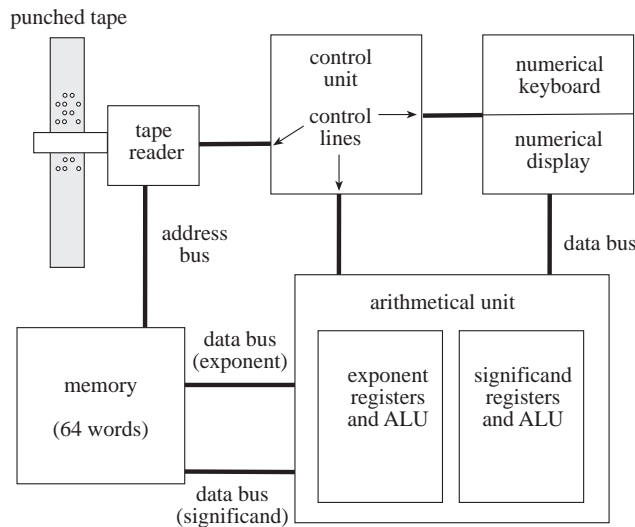 punched tape
tape
reader
control
unit
control
lines
numerical
keyboard
numerical
display
address
bus
data bus
arithmetical unit
data bus
(exponent)
memory
(64 words)
exponent
registers
and ALU
significand
registers
and ALU
data bus
(significand)